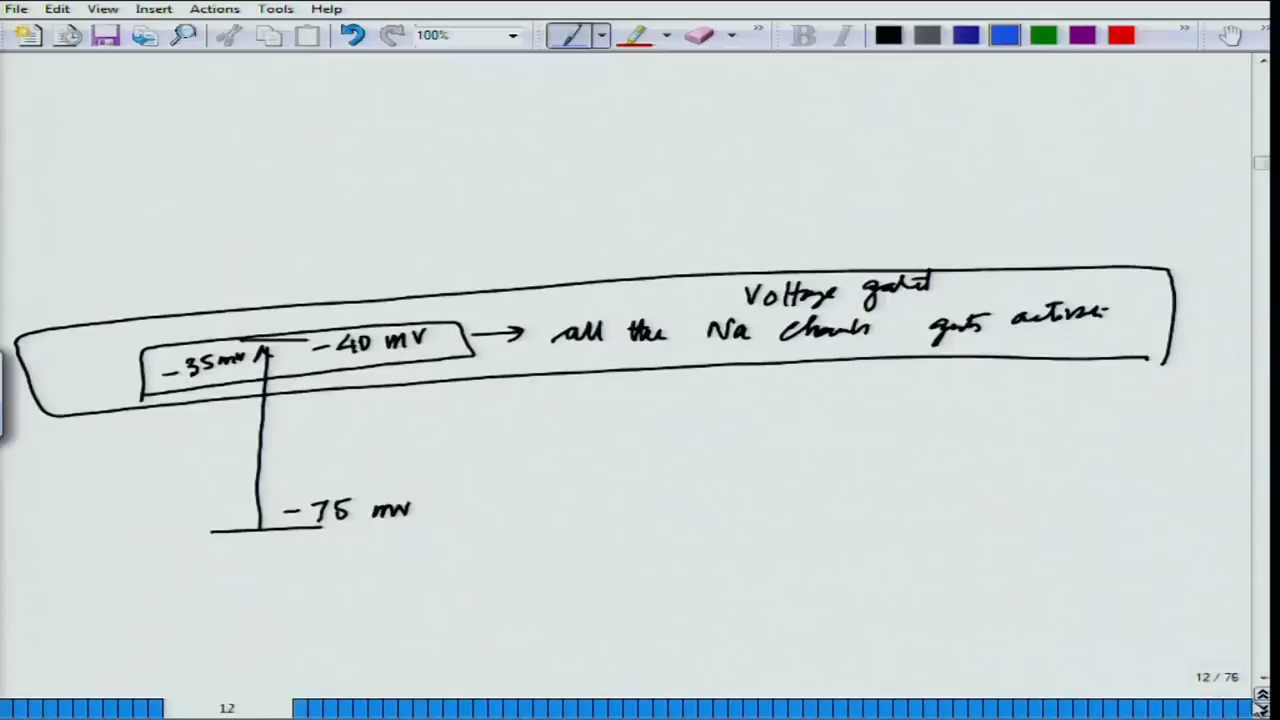 File Edit View Insert Actions Tools Help
100%
B I
Voltage gated
-35mv -40 mV → all the Na channels gets
-75 mv
12 / 76
12